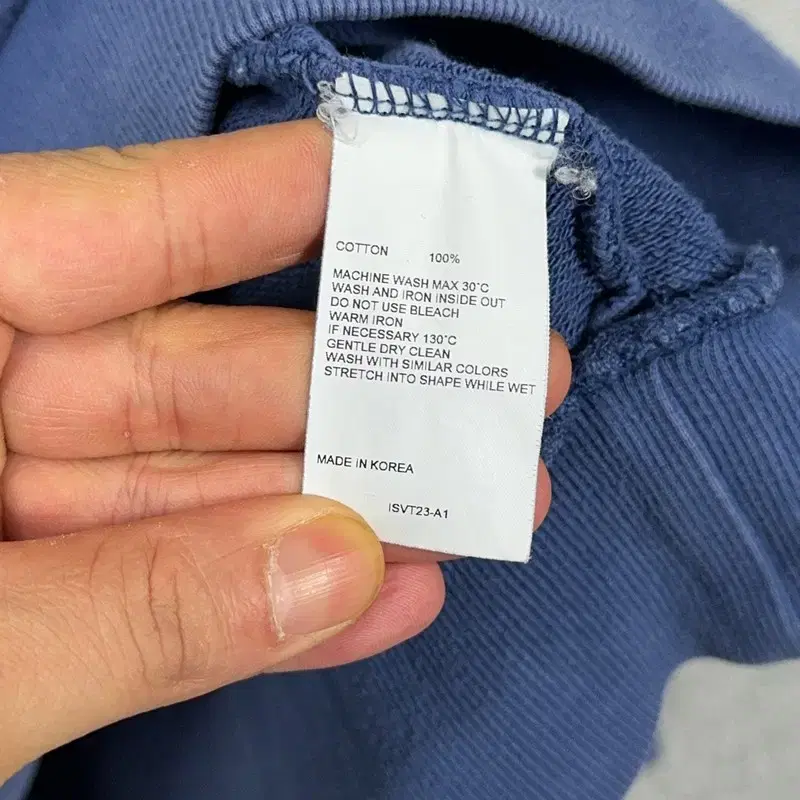 COTTON 100%
MACHINE WASH MAX 30°C
WASH AND IRON INSIDE OUT
DO NOT USE BLEACH
WARM IRON
IF NECESSARY 130°C
GENTLE DRY CLEAN
WASH WITH SIMILAR COLORS
STRETCH INTO SHAPE WHILE WET
MADE IN KOREA
ISVT23-A1